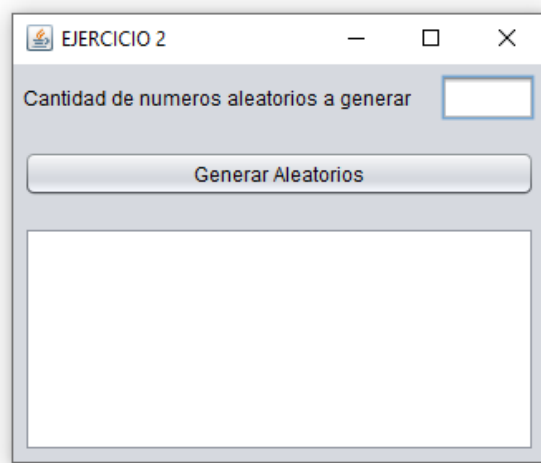 EJERCICIO 2
Cantidad de numeros aleatorios a generar
Generar Aleatorios